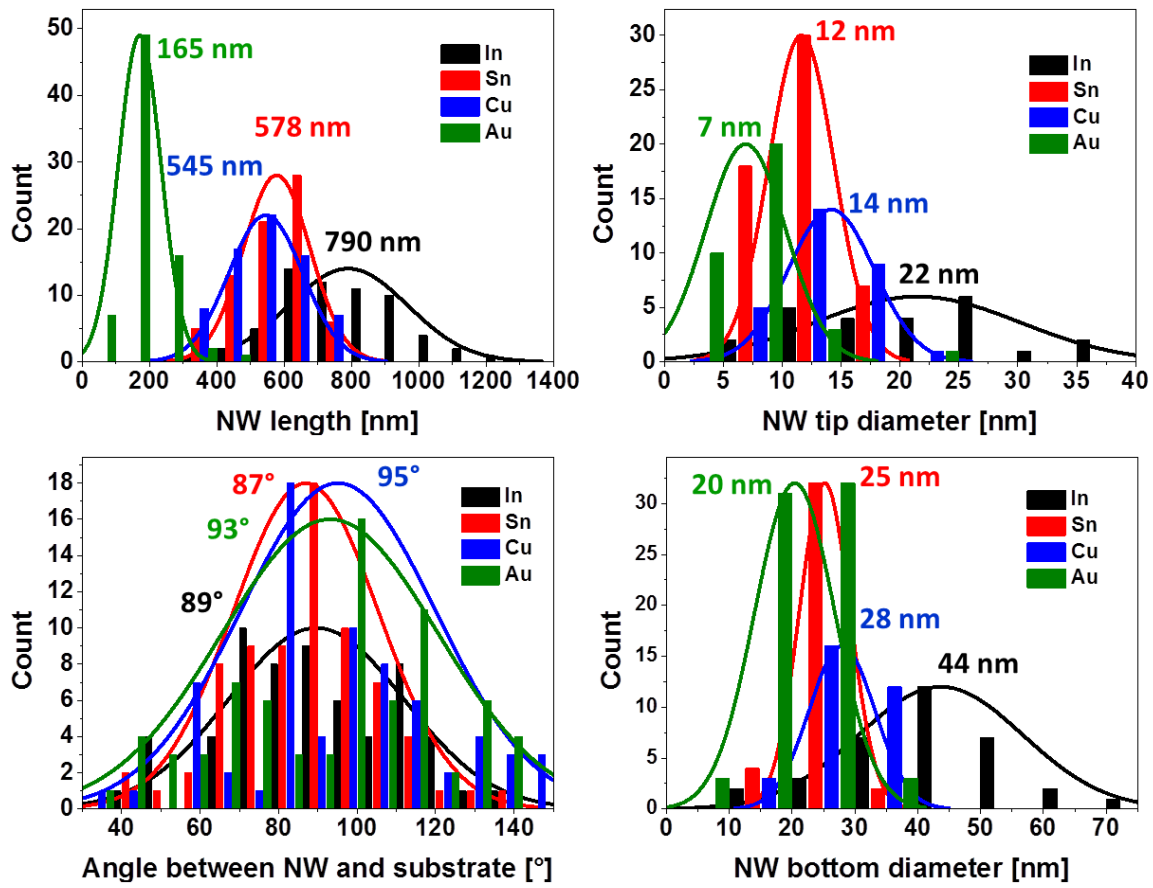 50
40
30
20
10
0
Count
165 nm
578 nm
545 nm
790 nm
In
Sn
Cu
Au
0 200 400 600 800 1000 1200 1400
NW length [nm]
30
25
20
15
10
5
0
Count
12 nm
7 nm
14 nm
22 nm
In
Sn
Cu
Au
0 5 10 15 20 25 30 35 40
NW tip diameter [nm]
18
16
14
12
10
8
6
4
2
0
Count
87°
95°
93°
89°
In
Sn
Cu
Au
40 60 80 100 120 140
Angle between NW and substrate [°]
30
25
20
15
10
5
0
Count
20 nm
25 nm
28 nm
44 nm
In
Sn
Cu
Au
0 10 20 30 40 50 60 70
NW bottom diameter [nm]